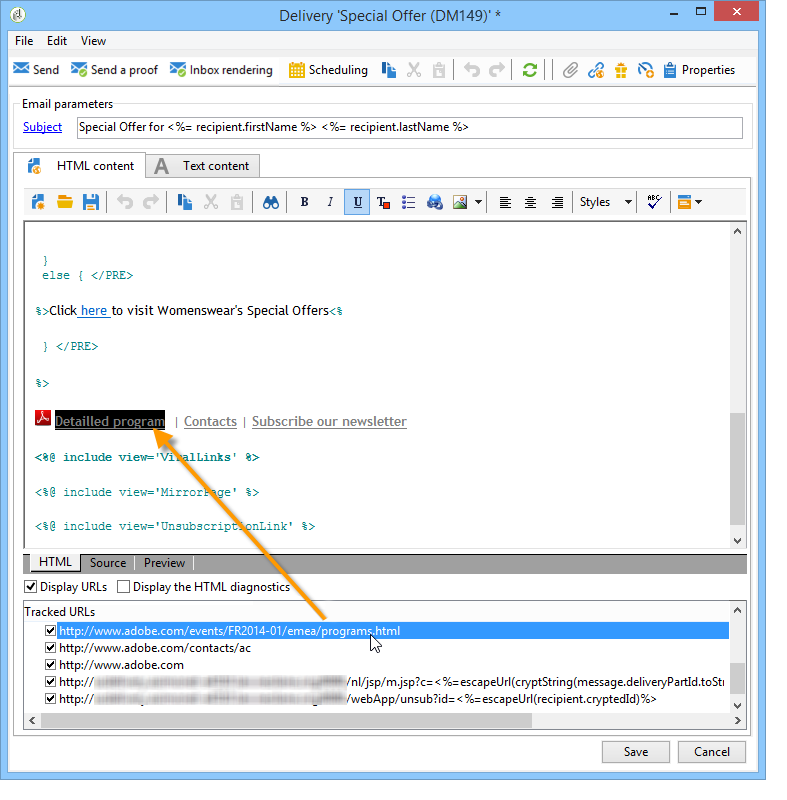 Delivery 'Special Offer (DM149)' *
File Edit View
Send Send a proof Inbox rendering Scheduling Properties
Email parameters
Subject Special Offer for <%= recipient.firstName %> <%= recipient.lastName %>
HTML content A Text content
B I U T Styles ABC
}
else { </PRE>
%>Click here to visit Womenswear's Special Offers<%
} </PRE>
%>
Detailled program | Contacts | Subscribe our newsletter
<%@ include view='ViralLinks' %>
<%@ include view='MirrorPage' %>
<%@ include view='UnsubscriptionLink' %>
HTML Source Preview
Display URLs Display the HTML diagnostics
Tracked URLs
http://www.adobe.com/events/FR2014-01/emea/programs.html
http://www.adobe.com/contacts/ac
http://www.adobe.com
http:// /nl/jsp/m.jsp?c=<%=escapeUrl(cryptString(message.deliveryPartId.toStr
http:// /webApp/unsub?id=<%=escapeUrl(recipient.cryptedId)%>
Save Cancel